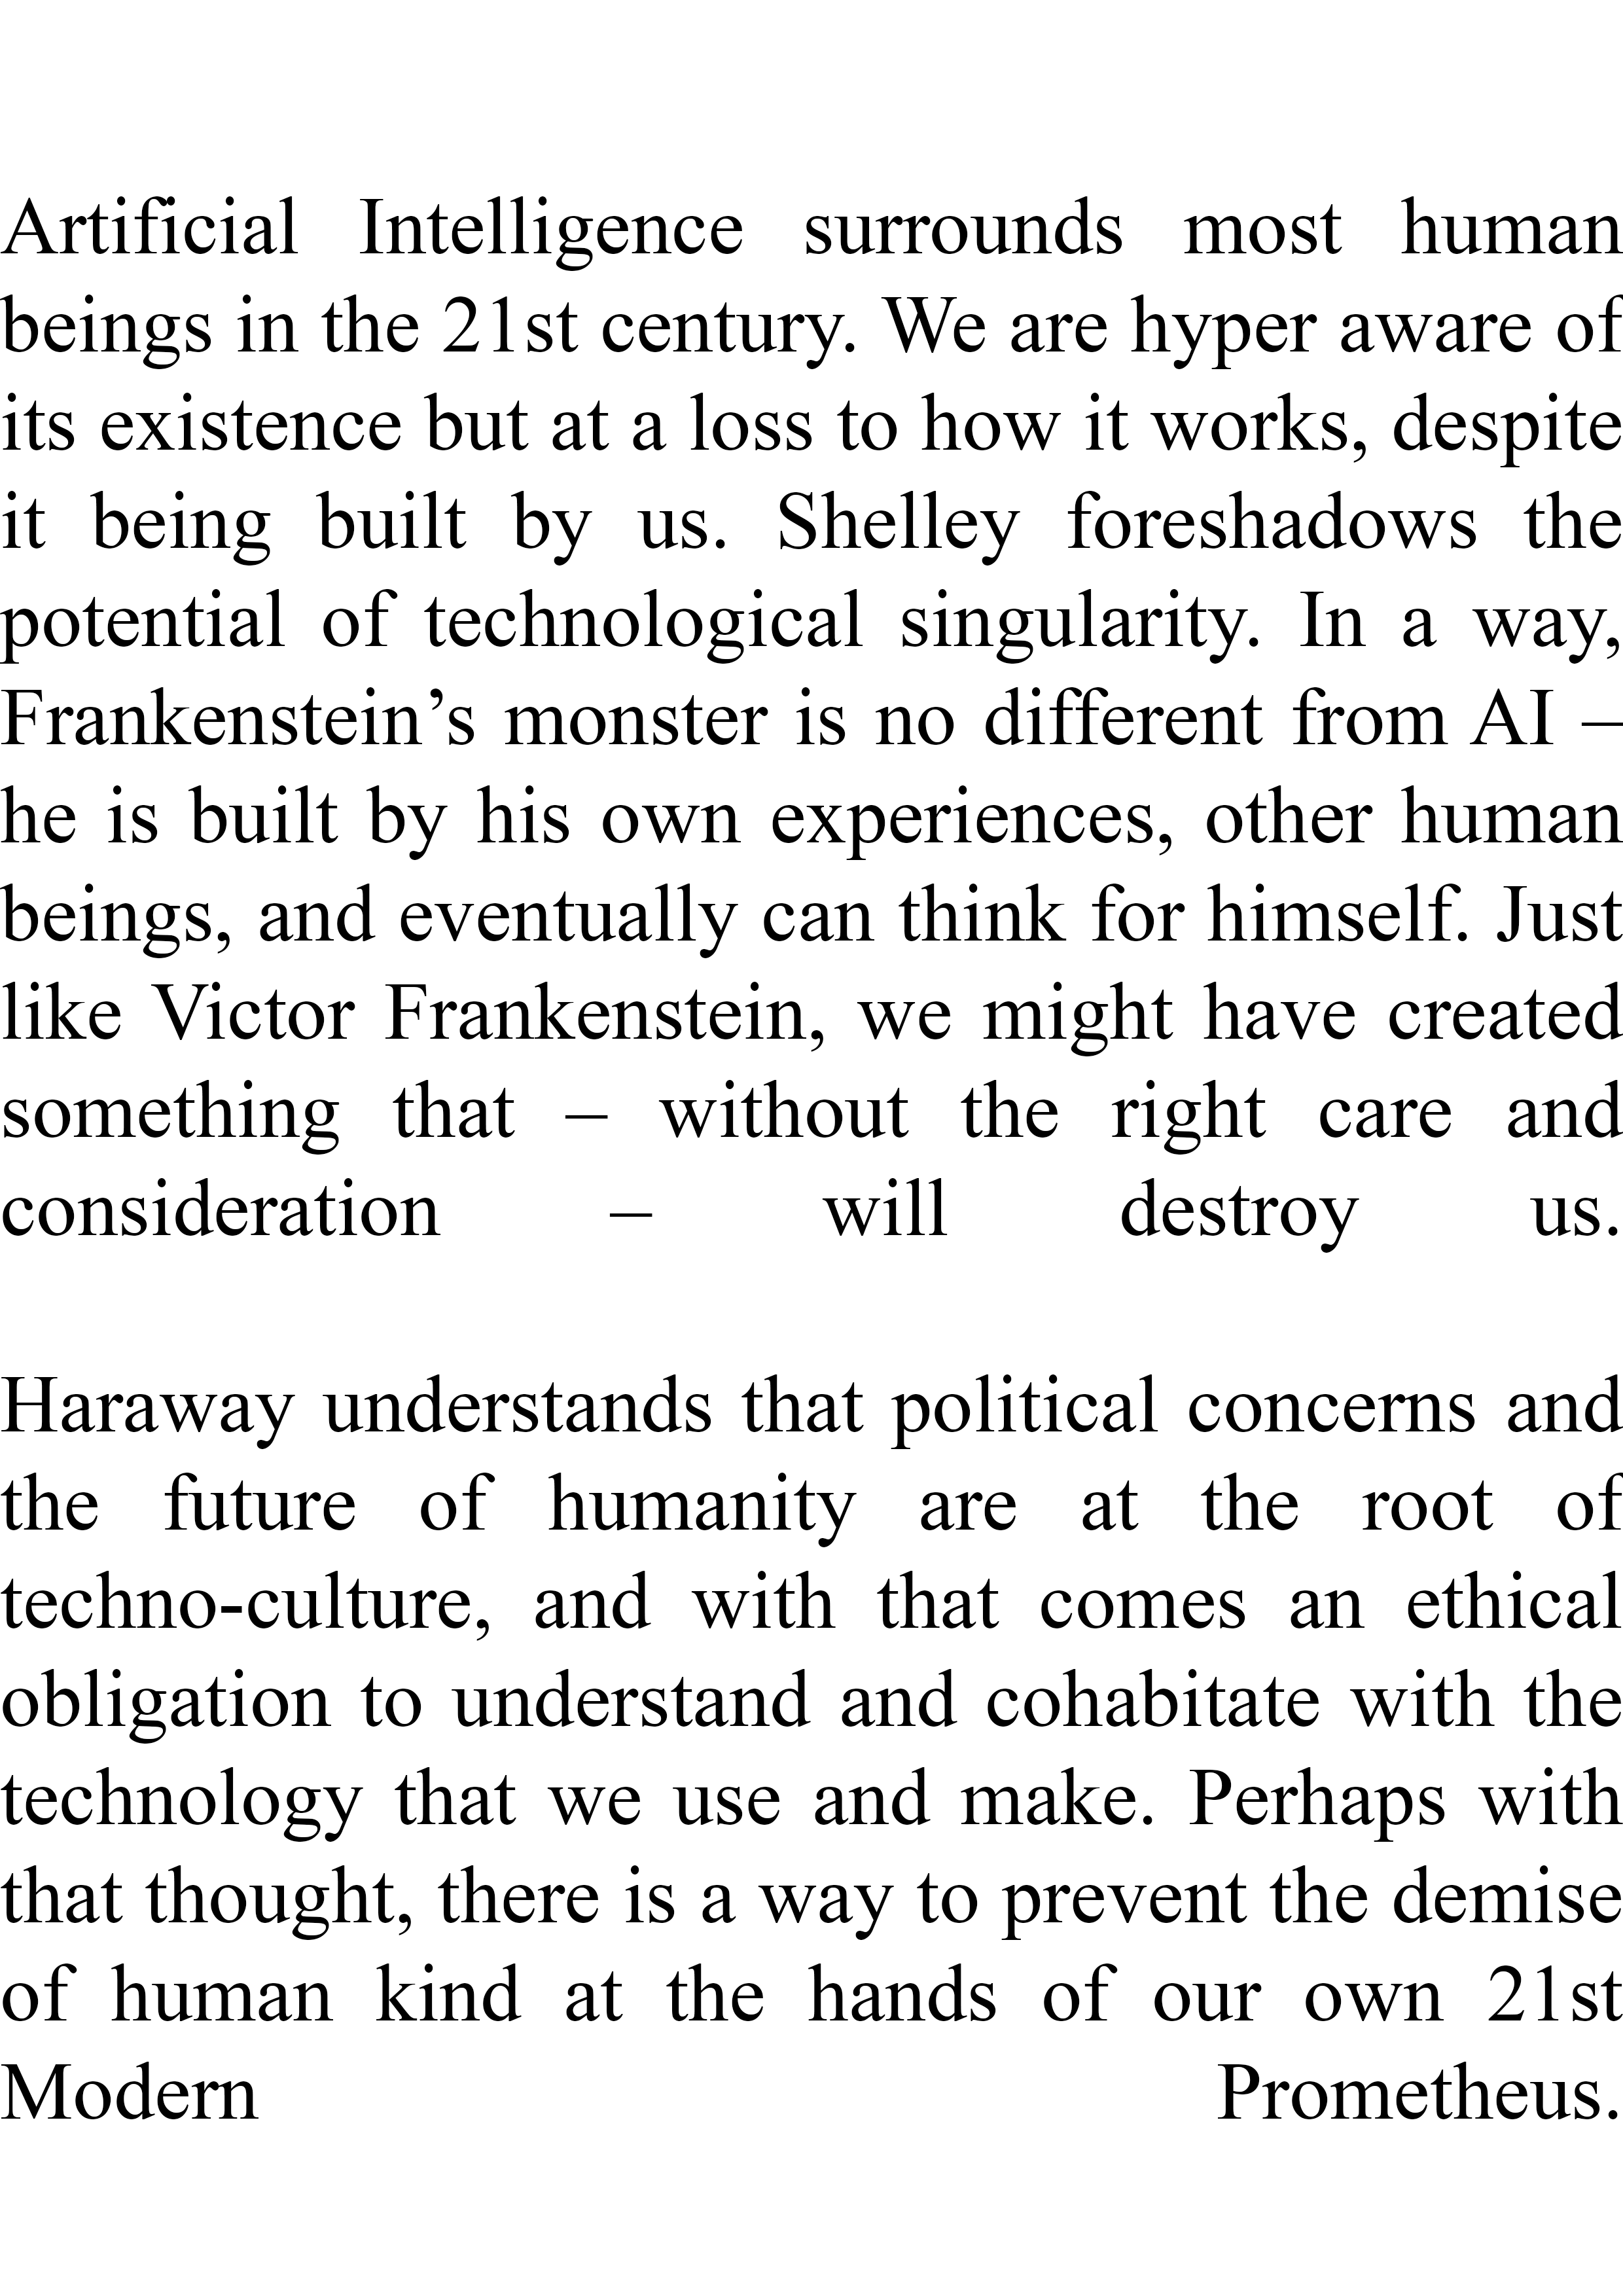 Artificial Intelligence surrounds most human
beings in the 21st century. We are hyper aware of
its existence but at a loss to how it works, despite
it being built by us. Shelley foreshadows the
potential of technological singularity. In a way,
Frankenstein’s monster is no different from AI –
he is built by his own experiences, other human
beings, and eventually can think for himself. Just
like Victor Frankenstein, we might have created
something that – without the right care and
consideration – will destroy us.
Haraway understands that political concerns and
the future of humanity are at the root of
techno-culture, and with that comes an ethical
obligation to understand and cohabitate with the
technology that we use and make. Perhaps with
that thought, there is a way to prevent the demise
of human kind at the hands of our own 21st
Modern Prometheus.